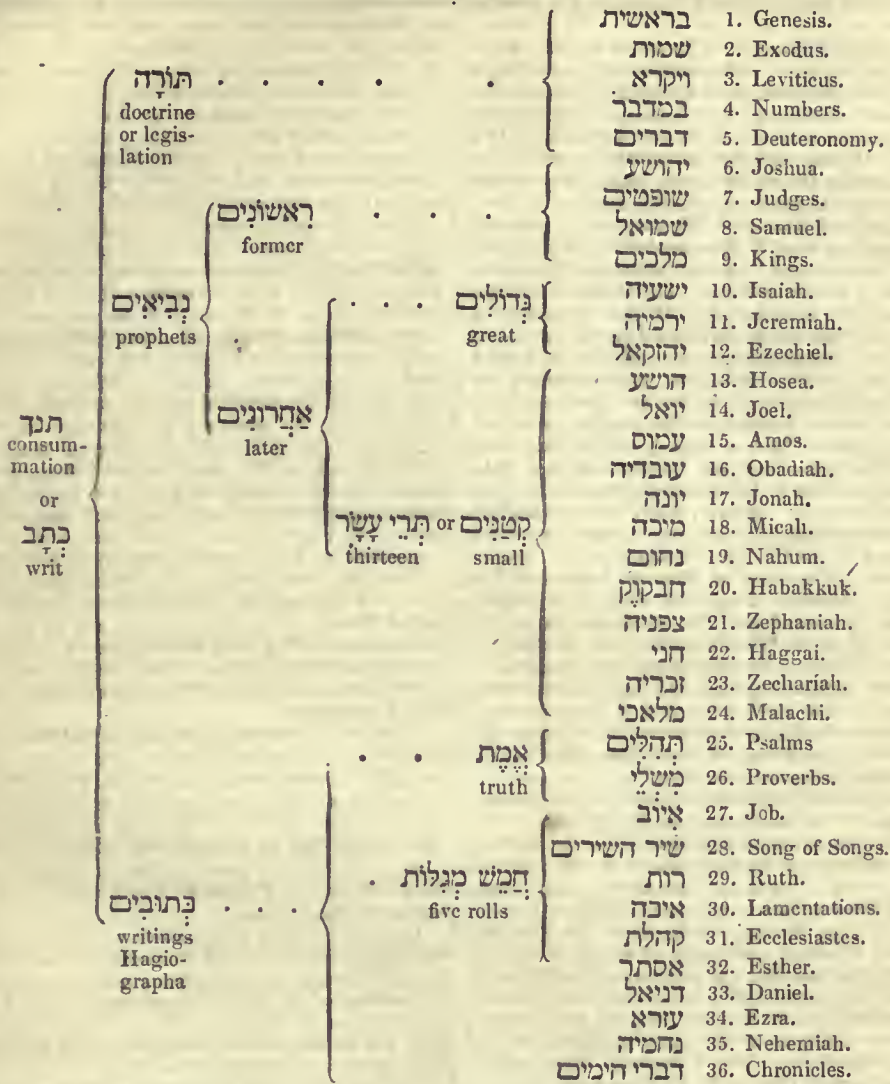 בראשית 1. Genesis.
שמות 2. Exodus.
תּוֹרָה . . . . . ויקרא 3. Leviticus.
doctrine
or legis-
lation
במדבר 4. Numbers.
דברים 5. Deuteronomy.
יהושע 6. Joshua.
רִאשׁוֹנִים . . . שופטים 7. Judges.
former
שמואל 8. Samuel.
מלכים 9. Kings.
נְבִיאִים
prophets
. . . גְּדוֹלִים
great
ישעיה 10. Isaiah.
ירמיה 11. Jeremiah.
יחזקאל 12. Ezechiel.
אַחֲרוֹנִים
later
הושע 13. Hosea.
יואל 14. Joel.
תנך
consum-
mation
or
כְּתָב
writ
עמוס 15. Amos.
עובדיה 16. Obadiah.
יונה 17. Jonah.
קְטַנִּים or תְּרֵי עָשָׂר
thirteen small
מיכה 18. Micah.
נחום 19. Nahum.
חבקוק 20. Habakkuk.
צפניה 21. Zephaniah.
חגי 22. Haggai.
זכריה 23. Zechariah.
מלאכי 24. Malachi.
. . אֱמֶת
truth
תְּהִלִּים 25. Psalms
מִשְׁלֵי 26. Proverbs.
אִיּוֹב 27. Job.
שיר השירים 28. Song of Songs.
. חֲמֵשׁ מְגִלּוֹת
five rolls
רות 29. Ruth.
כְּתוּבִים . . .
writings
Hagio-
grapha
איכה 30. Lamentations.
קהלת 31. Ecclesiastes.
אסתר 32. Esther.
דניאל 33. Daniel.
עזרא 34. Ezra.
נחמיה 35. Nehemiah.
דברי הימים 36. Chronicles.